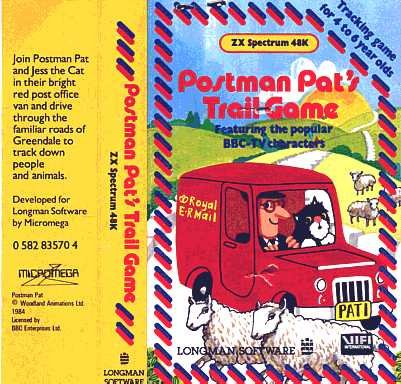 Join Postman Pat
and Jess the Cat
in their bright
red post office
van and drive
through the
familiar roads of
Greendale to
track down
people
and animals.
Developed for
Longman Software
by Micromega
0 582 83570 4
MICROMEGA
Postman Pat
© Woodland Animations Ltd.
1984
Licensed by
BBC Enterprises Ltd.
Postman Pat's Trail Game
ZX Spectrum 48K
LONGMAN
SOFTWARE
Tracking game
for 4 to 6 year olds
ZX Spectrum 48K
Postman Pat's
Trail Game
Featuring the popular
BBC-TV characters
Royal
E·R Mail
PAT 1
LONGMAN SOFTWARE
VIFI
INTERNATIONAL